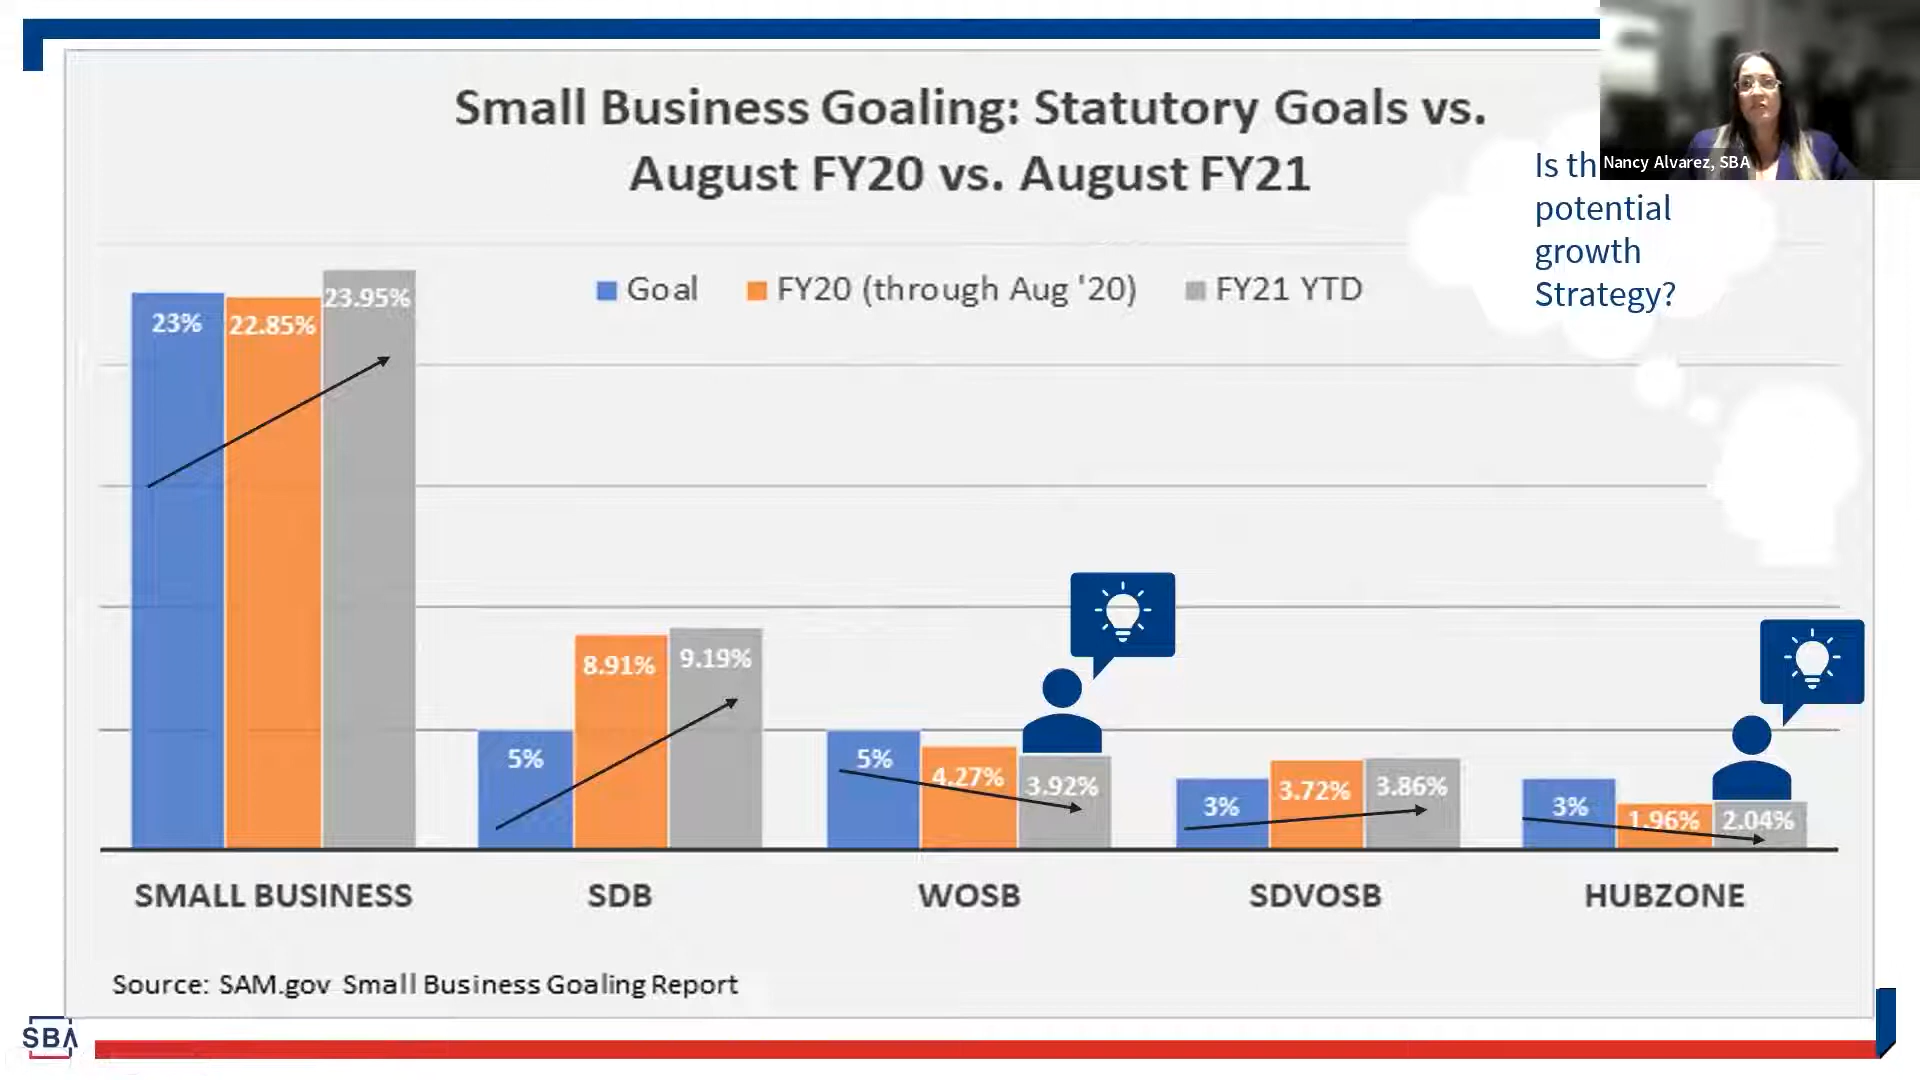 Small Business Goaling: Statutory Goals vs.
August FY20 vs. August FY21
Nancy Alvarez, SBA
Is
potential
growth
Strategy?
Goal FY20 (through Aug '20) FY21 YTD
23% 22.85% 23.95%
5% 8.91% 9.19%
5% 4.27% 3.92%
3% 3.72% 3.86%
3% 1.96% 2.04%
SMALL BUSINESS SDB WOSB SDVOSB HUBZONE
Source: SAM.gov Small Business Goaling Report
SBA